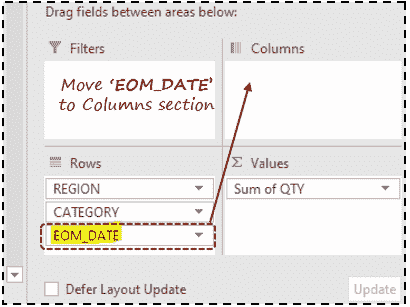 Drag fields between areas below:
Filters
Columns
Move ‘EOM_DATE’
to Columns section
Rows
Σ Values
REGION
Sum of QTY
CATEGORY
EOM_DATE
Defer Layout Update
Update